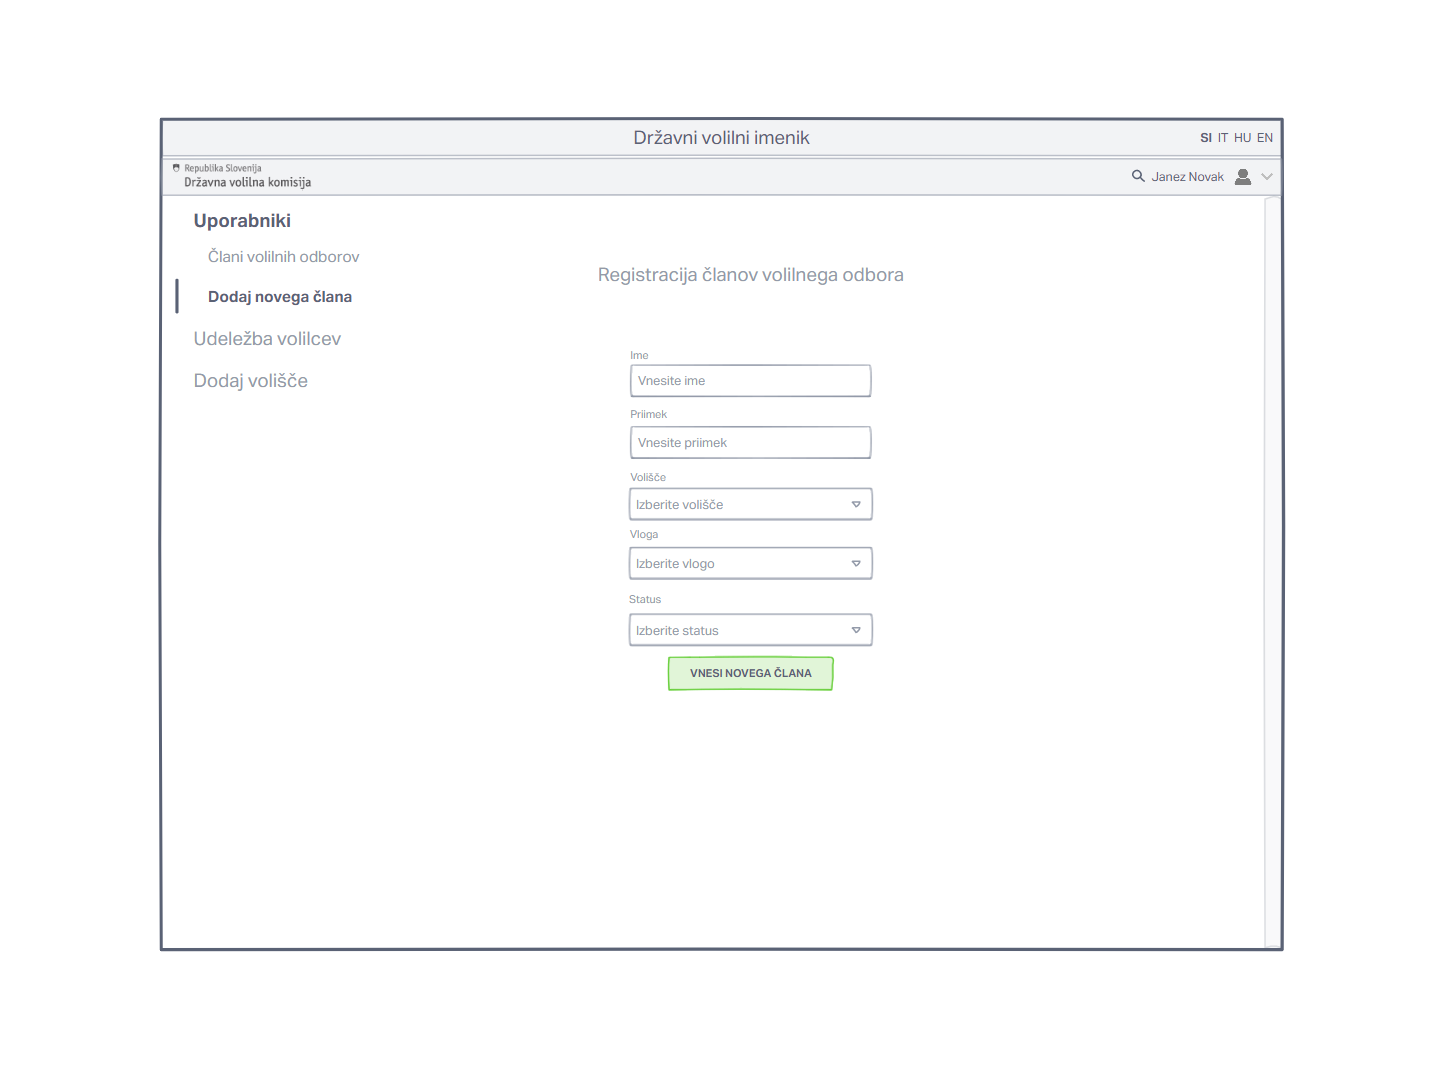 Državni volilni imenik
SI IT HU EN
Republika Slovenija
Državna volilna komisija
Janez Novak
Uporabniki
Člani volilnih odborov
Dodaj novega člana
Udeležba volilcev
Dodaj volišče
Registracija članov volilnega odbora
Ime
Vnesite ime
Priimek
Vnesite priimek
Volišče
Izberite volišče
Vloga
Izberite vlogo
Status
Izberite status
VNESI NOVEGA ČLANA